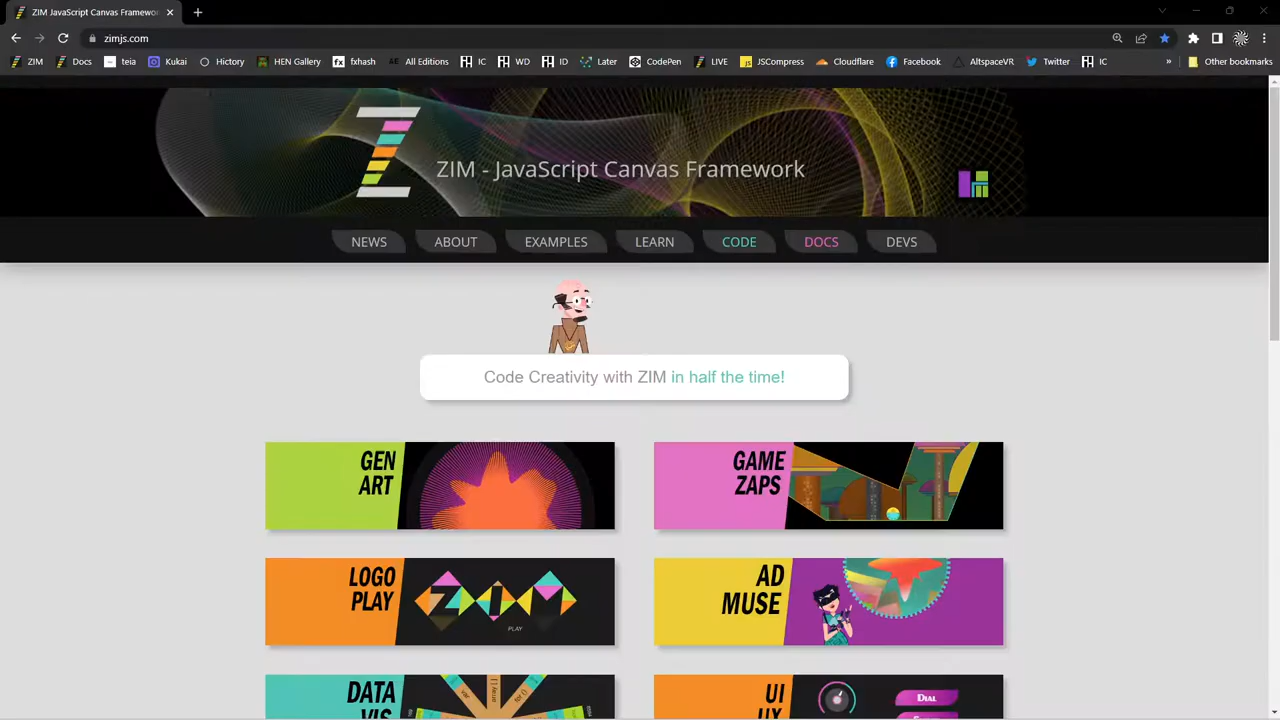 ZIM JavaScript Canvas Framewor
zimjs.com
ZIM
Docs
teia
Kukai
Hictory
HEN Gallery
fxhash
All Editions
IC
WD
ID
Later
CodePen
LIVE
JSCompress
Cloudflare
Facebook
AltspaceVR
Twitter
IC
»
Other bookmarks
ZIM - JavaScript Canvas Framework
NEWS
ABOUT
EXAMPLES
LEARN
CODE
DOCS
DEVS
Code Creativity with ZIM in half the time!
GEN
ART
GAME
ZAPS
LOGO
PLAY
ZIM
PLAY
AD
MUSE
DATA
VIS
UI
UX
DIAL